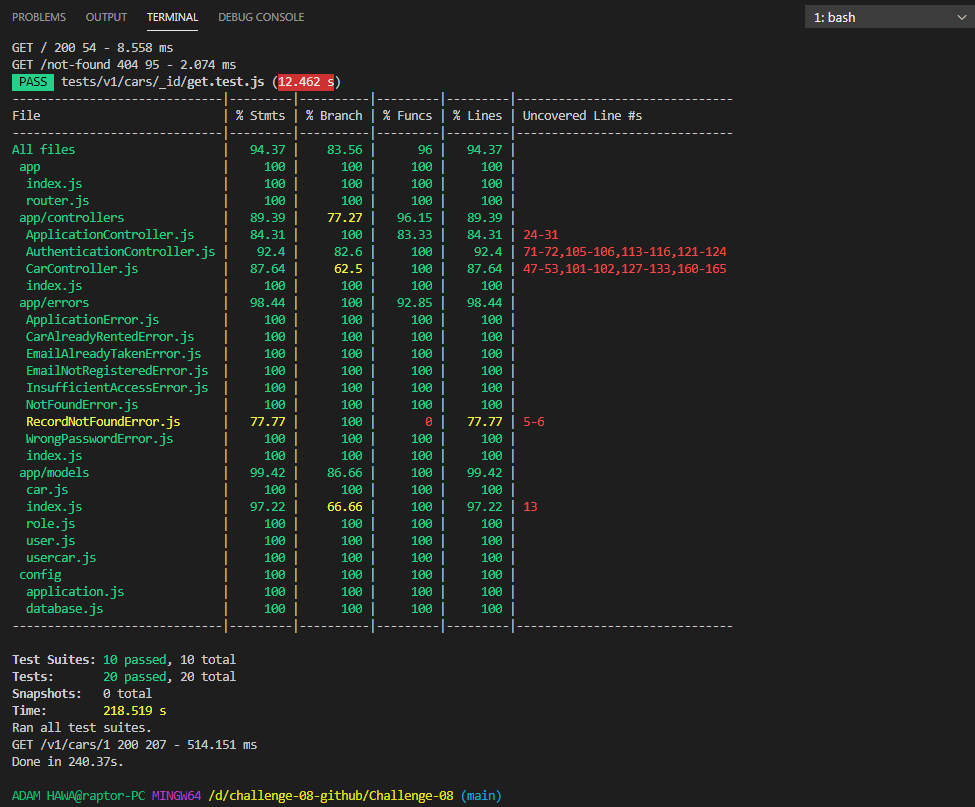 PROBLEMS OUTPUT TERMINAL DEBUG CONSOLE 1: bash
GET / 200 54 - 8.558 ms
GET /not-found 404 95 - 2.074 ms
PASS tests/v1/cars/_id/get.test.js (12.462 s)
-------------------------------|---------|----------|---------|---------|-------------------------------
File | % Stmts | % Branch | % Funcs | % Lines | Uncovered Line #s
-------------------------------|---------|----------|---------|---------|-------------------------------
All files | 94.37 | 83.56 | 96 | 94.37 |
app | 100 | 100 | 100 | 100 |
index.js | 100 | 100 | 100 | 100 |
router.js | 100 | 100 | 100 | 100 |
app/controllers | 89.39 | 77.27 | 96.15 | 89.39 |
ApplicationController.js | 84.31 | 100 | 83.33 | 84.31 | 24-31
AuthenticationController.js | 92.4 | 82.6 | 100 | 92.4 | 71-72,105-106,113-116,121-124
CarController.js | 87.64 | 62.5 | 100 | 87.64 | 47-53,101-102,127-133,160-165
index.js | 100 | 100 | 100 | 100 |
app/errors | 98.44 | 100 | 92.85 | 98.44 |
ApplicationError.js | 100 | 100 | 100 | 100 |
CarAlreadyRentedError.js | 100 | 100 | 100 | 100 |
EmailAlreadyTakenError.js | 100 | 100 | 100 | 100 |
EmailNotRegisteredError.js | 100 | 100 | 100 | 100 |
InsufficientAccessError.js | 100 | 100 | 100 | 100 |
NotFoundError.js | 100 | 100 | 100 | 100 |
RecordNotFoundError.js | 77.77 | 100 | 0 | 77.77 | 5-6
WrongPasswordError.js | 100 | 100 | 100 | 100 |
index.js | 100 | 100 | 100 | 100 |
app/models | 99.42 | 86.66 | 100 | 99.42 |
car.js | 100 | 100 | 100 | 100 |
index.js | 97.22 | 66.66 | 100 | 97.22 | 13
role.js | 100 | 100 | 100 | 100 |
user.js | 100 | 100 | 100 | 100 |
usercar.js | 100 | 100 | 100 | 100 |
config | 100 | 100 | 100 | 100 |
application.js | 100 | 100 | 100 | 100 |
database.js | 100 | 100 | 100 | 100 |
-------------------------------|---------|----------|---------|---------|-------------------------------
Test Suites: 10 passed, 10 total
Tests: 20 passed, 20 total
Snapshots: 0 total
Time: 218.519 s
Ran all test suites.
GET /v1/cars/1 200 207 - 514.151 ms
Done in 240.37s.
ADAM HAWA@raptor-PC MINGW64 /d/challenge-08-github/Challenge-08 (main)